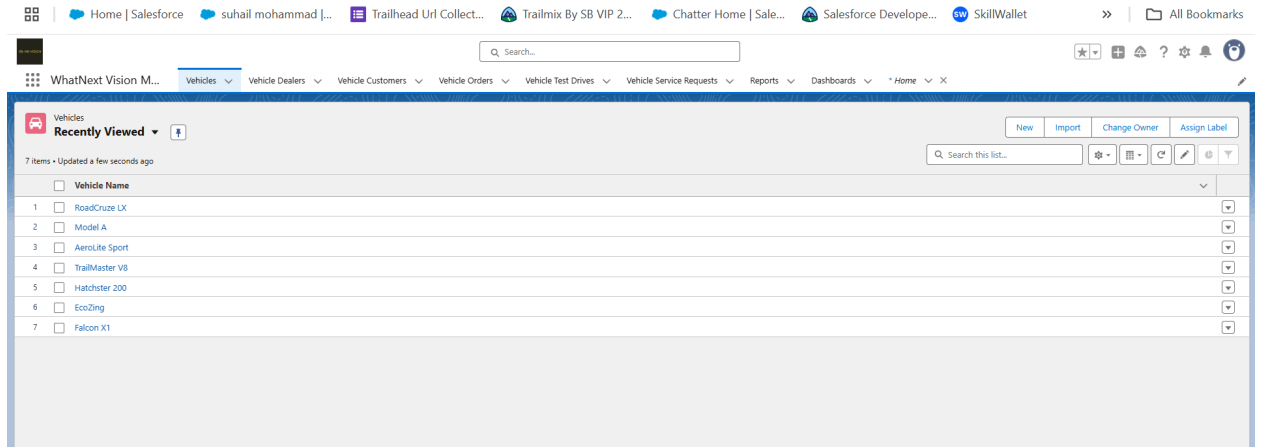 Home | Salesforce suhail mohammad |... Trailhead Url Collect... Trailmix By SB VIP 2... Chatter Home | Sale... Salesforce Develope... SW SkillWallet » All Bookmarks
Search...
WhatNext Vision M... Vehicles Vehicle Dealers Vehicle Customers Vehicle Orders Vehicle Test Drives Vehicle Service Requests Reports Dashboards * Home
Vehicles
Recently Viewed
New Import Change Owner Assign Label
7 items • Updated a few seconds ago
Search this list...
Vehicle Name
1 RoadCruze LX
2 Model A
3 AeroLite Sport
4 TrailMaster V8
5 Hatchster 200
6 EcoZing
7 Falcon X1